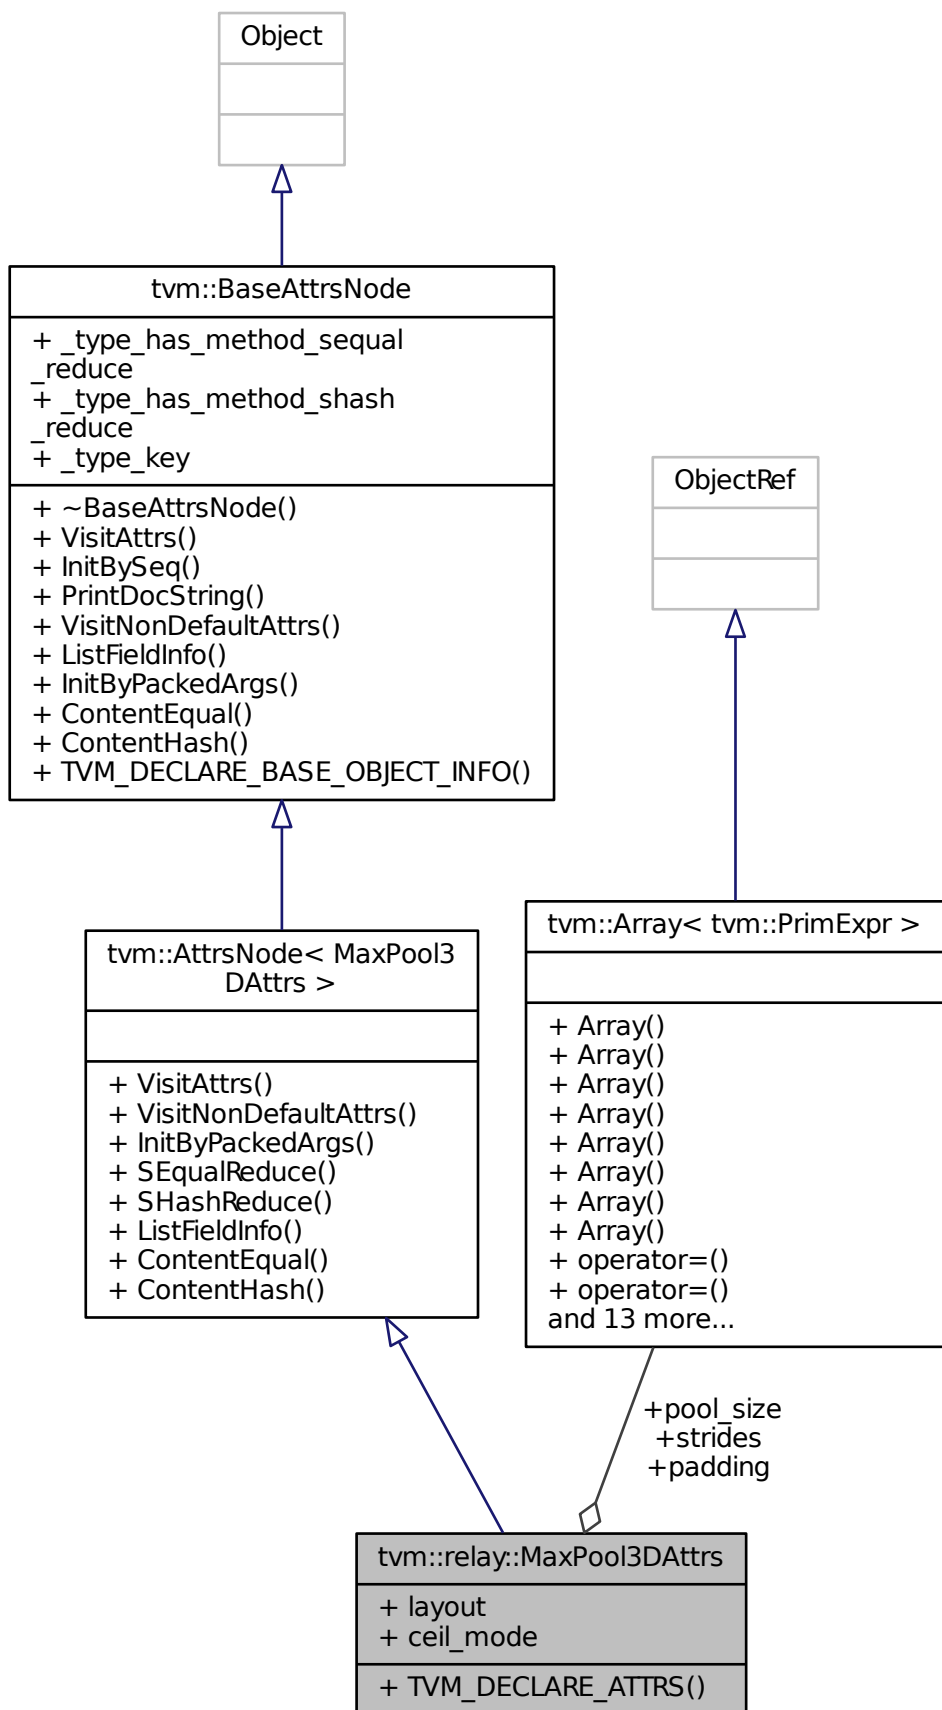 Object
tvm::BaseAttrsNode
+ _type_has_method_sequal
_reduce
+ _type_has_method_shash
_reduce
+ _type_key
+ ~BaseAttrsNode()
+ VisitAttrs()
+ InitBySeq()
+ PrintDocString()
+ VisitNonDefaultAttrs()
+ ListFieldInfo()
+ InitByPackedArgs()
+ ContentEqual()
+ ContentHash()
+ TVM_DECLARE_BASE_OBJECT_INFO()
ObjectRef
tvm::AttrsNode< MaxPool3
DAttrs >
+ VisitAttrs()
+ VisitNonDefaultAttrs()
+ InitByPackedArgs()
+ SEqualReduce()
+ SHashReduce()
+ ListFieldInfo()
+ ContentEqual()
+ ContentHash()
tvm::Array< tvm::PrimExpr >
+ Array()
+ Array()
+ Array()
+ Array()
+ Array()
+ Array()
+ Array()
+ Array()
+ operator=()
+ operator=()
and 13 more...
+pool_size
+strides
+padding
tvm::relay::MaxPool3DAttrs
+ layout
+ ceil_mode
+ TVM_DECLARE_ATTRS()